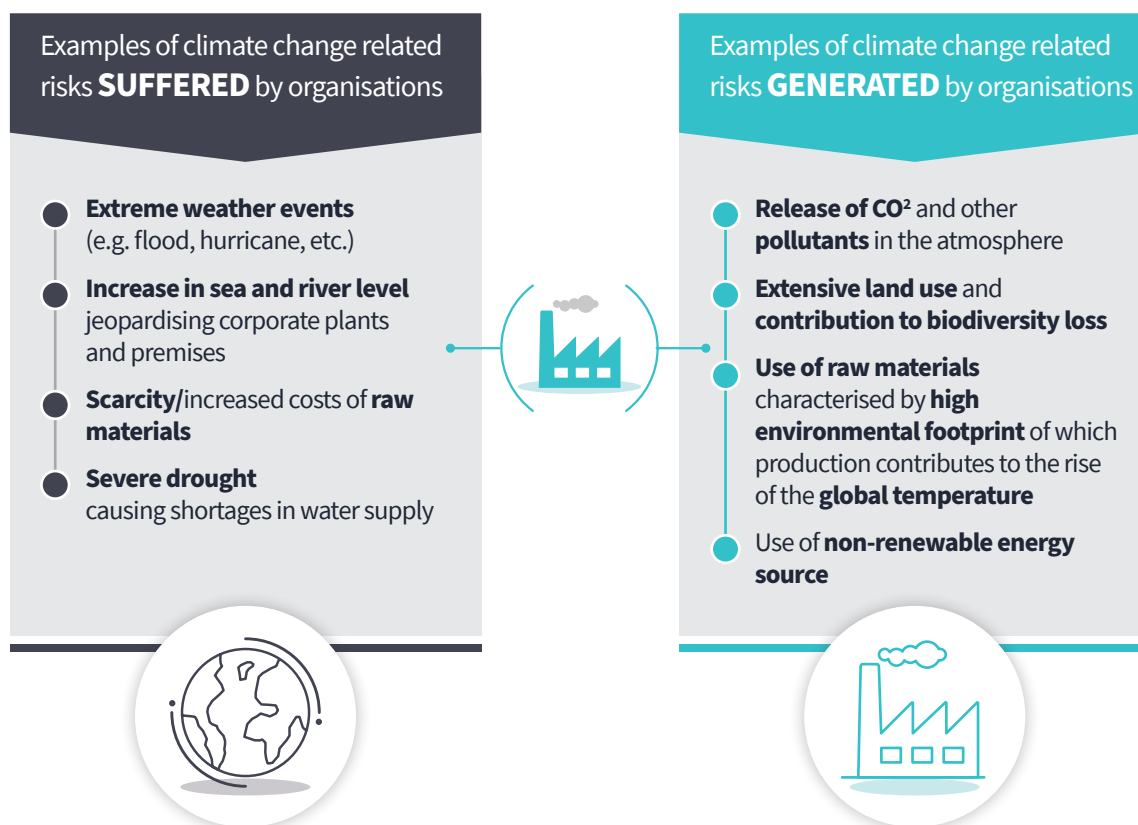 Examples of climate change related
risks SUFFERED by organisations
Extreme weather events
(e.g. flood, hurricane, etc.)
Increase in sea and river level
jeopardising corporate plants
and premises
Scarcity/increased costs of raw
materials
Severe drought
causing shortages in water supply
Examples of climate change related
risks GENERATED by organisations
Release of CO² and other
pollutants in the atmosphere
Extensive land use and
contribution to biodiversity loss
Use of raw materials
characterised by high
environmental footprint of which
production contributes to the rise
of the global temperature
Use of non-renewable energy
source